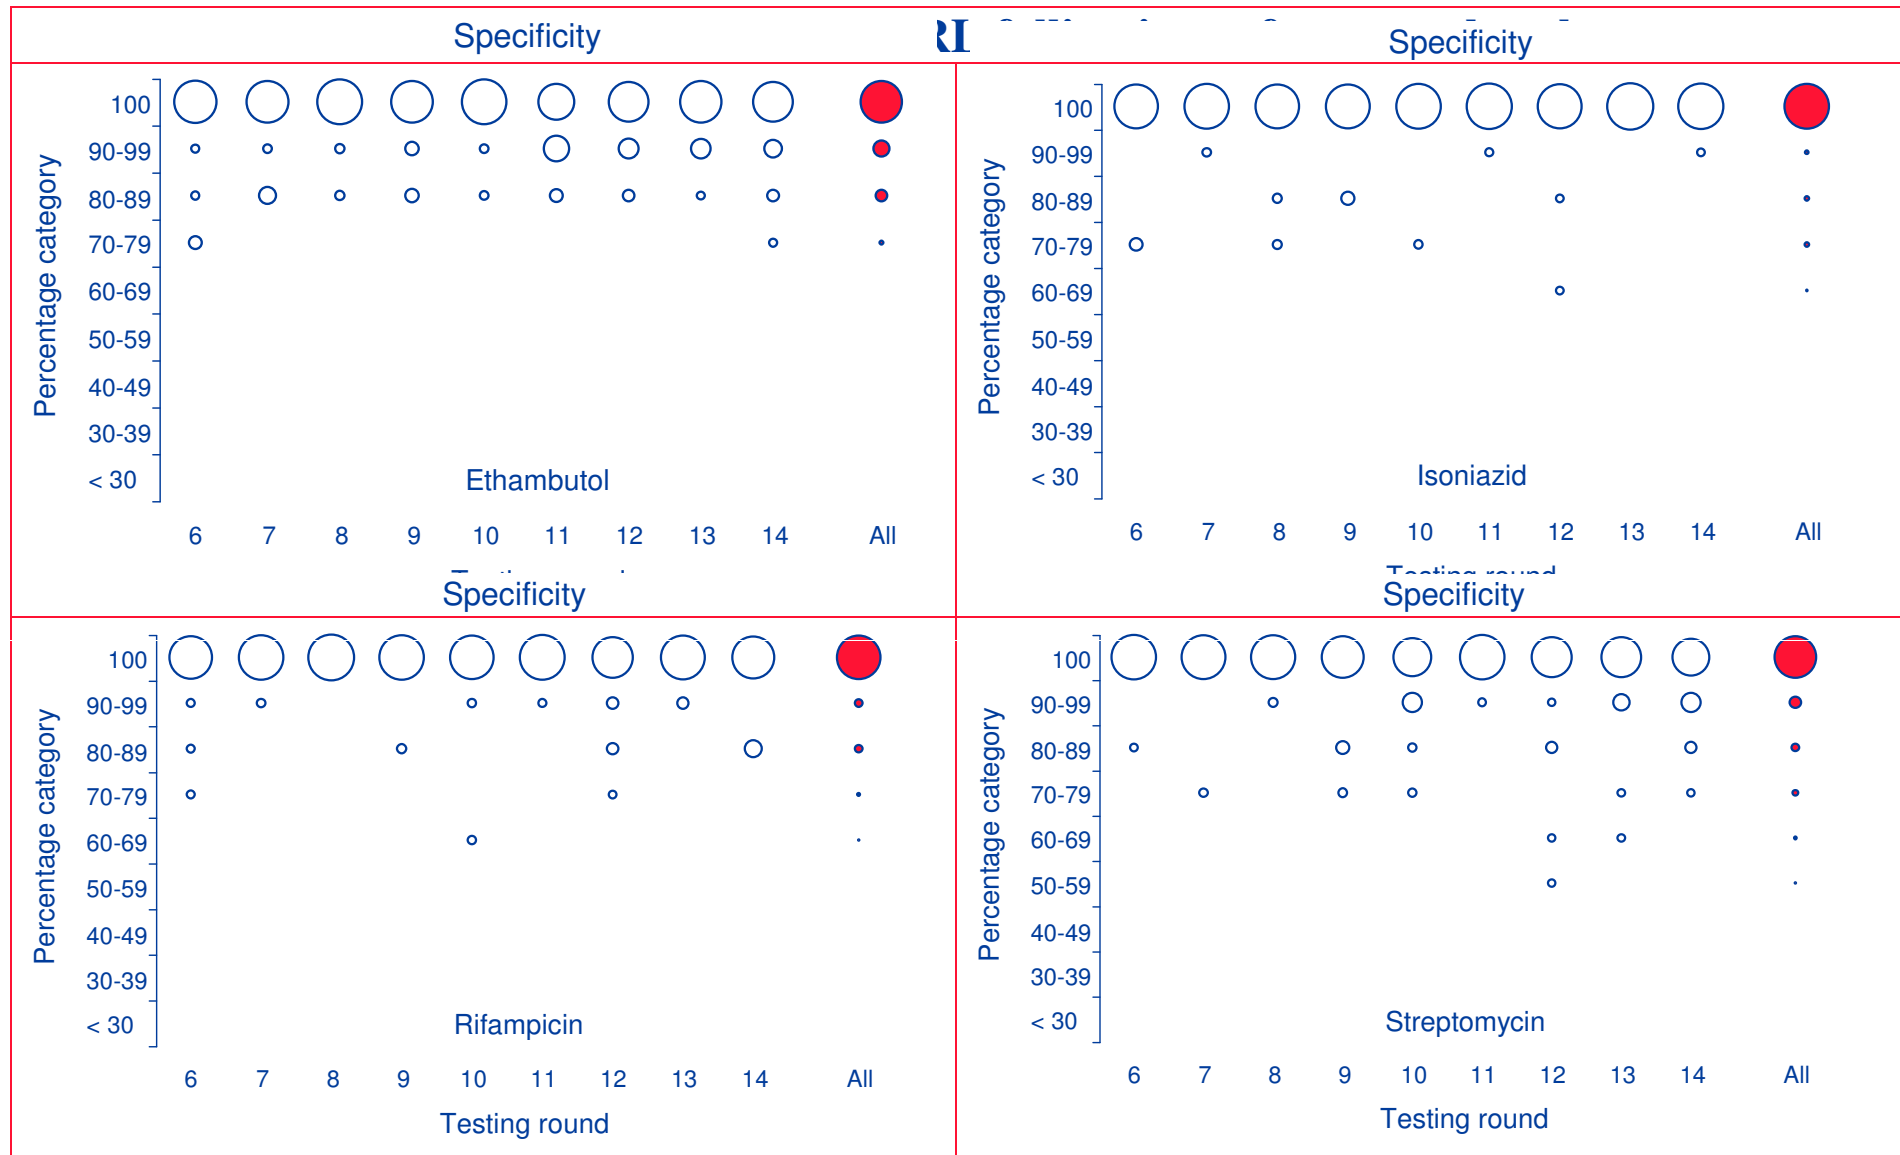 Specificity
RI
Specificity
Percentage category
100
90-99
80-89
70-79
60-69
50-59
40-49
30-39
< 30
Ethambutol
6 7 8 9 10 11 12 13 14 All
Percentage category
100
90-99
80-89
70-79
60-69
50-59
40-49
30-39
< 30
Isoniazid
6 7 8 9 10 11 12 13 14 All
Testing round
Specificity
Percentage category
100
90-99
80-89
70-79
60-69
50-59
40-49
30-39
< 30
Rifampicin
6 7 8 9 10 11 12 13 14 All
Testing round
Specificity
Percentage category
100
90-99
80-89
70-79
60-69
50-59
40-49
30-39
< 30
Streptomycin
6 7 8 9 10 11 12 13 14 All
Testing round